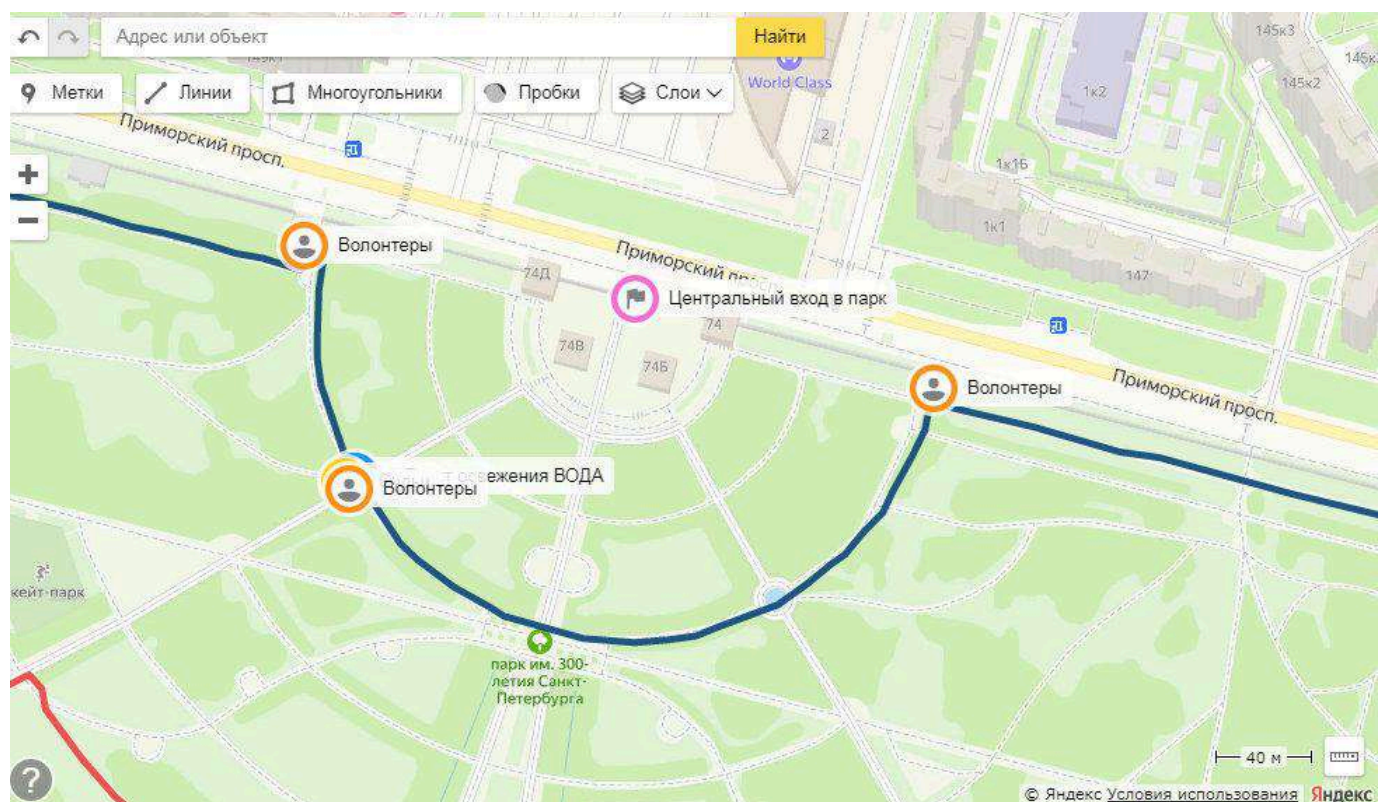 Адрес или объект
Найти
145к3
145к
149к1
World Class
145к2
Метки
Линии
Многоугольники
Пробки
Слои
1к2
Приморский просп.
2
1к1Б
+
−
1к1
Волонтеры
Приморский просп.
74Д
147
Центральный вход в парк
74
74В
74Б
Волонтеры
Приморский просп.
ежения ВОДА
Волонтеры
кейт-парк
парк им. 300-
летия Санкт-
Петербурга
40 м
?
© Яндекс Условия использования Яндекс